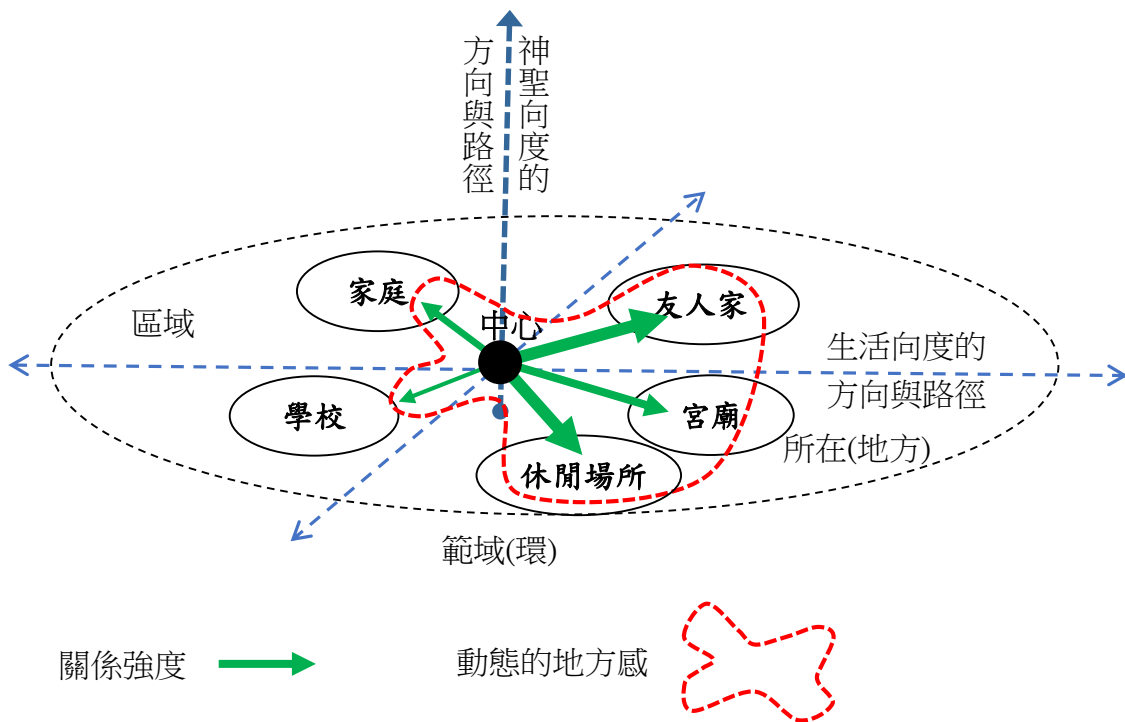 神聖向度的
方向與路徑
家庭
友人家
中心
區域
生活向度的
方向與路徑
學校
宮廟
所在(地方)
休閒場所
範域(環)
關係強度
動態的地方感